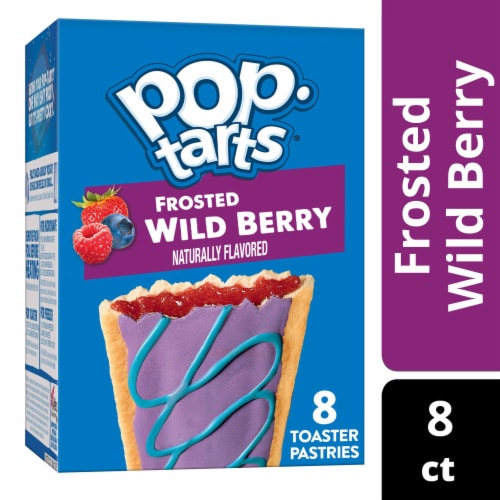 pop.
tarts®
FROSTED
WILD BERRY
NATURALLY FLAVORED
8
TOASTER
PASTRIES
Frosted
Wild Berry
8
ct